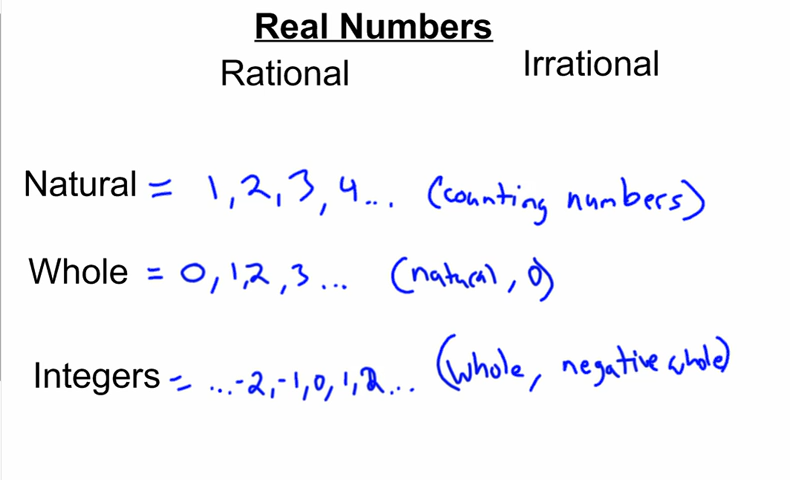 Real Numbers
Rational Irrational
Natural = 1, 2, 3, 4... (counting numbers)
Whole = 0, 1, 2, 3... (natural, 0)
Integers = ...-2, -1, 0, 1, 2... (whole, negative whole)